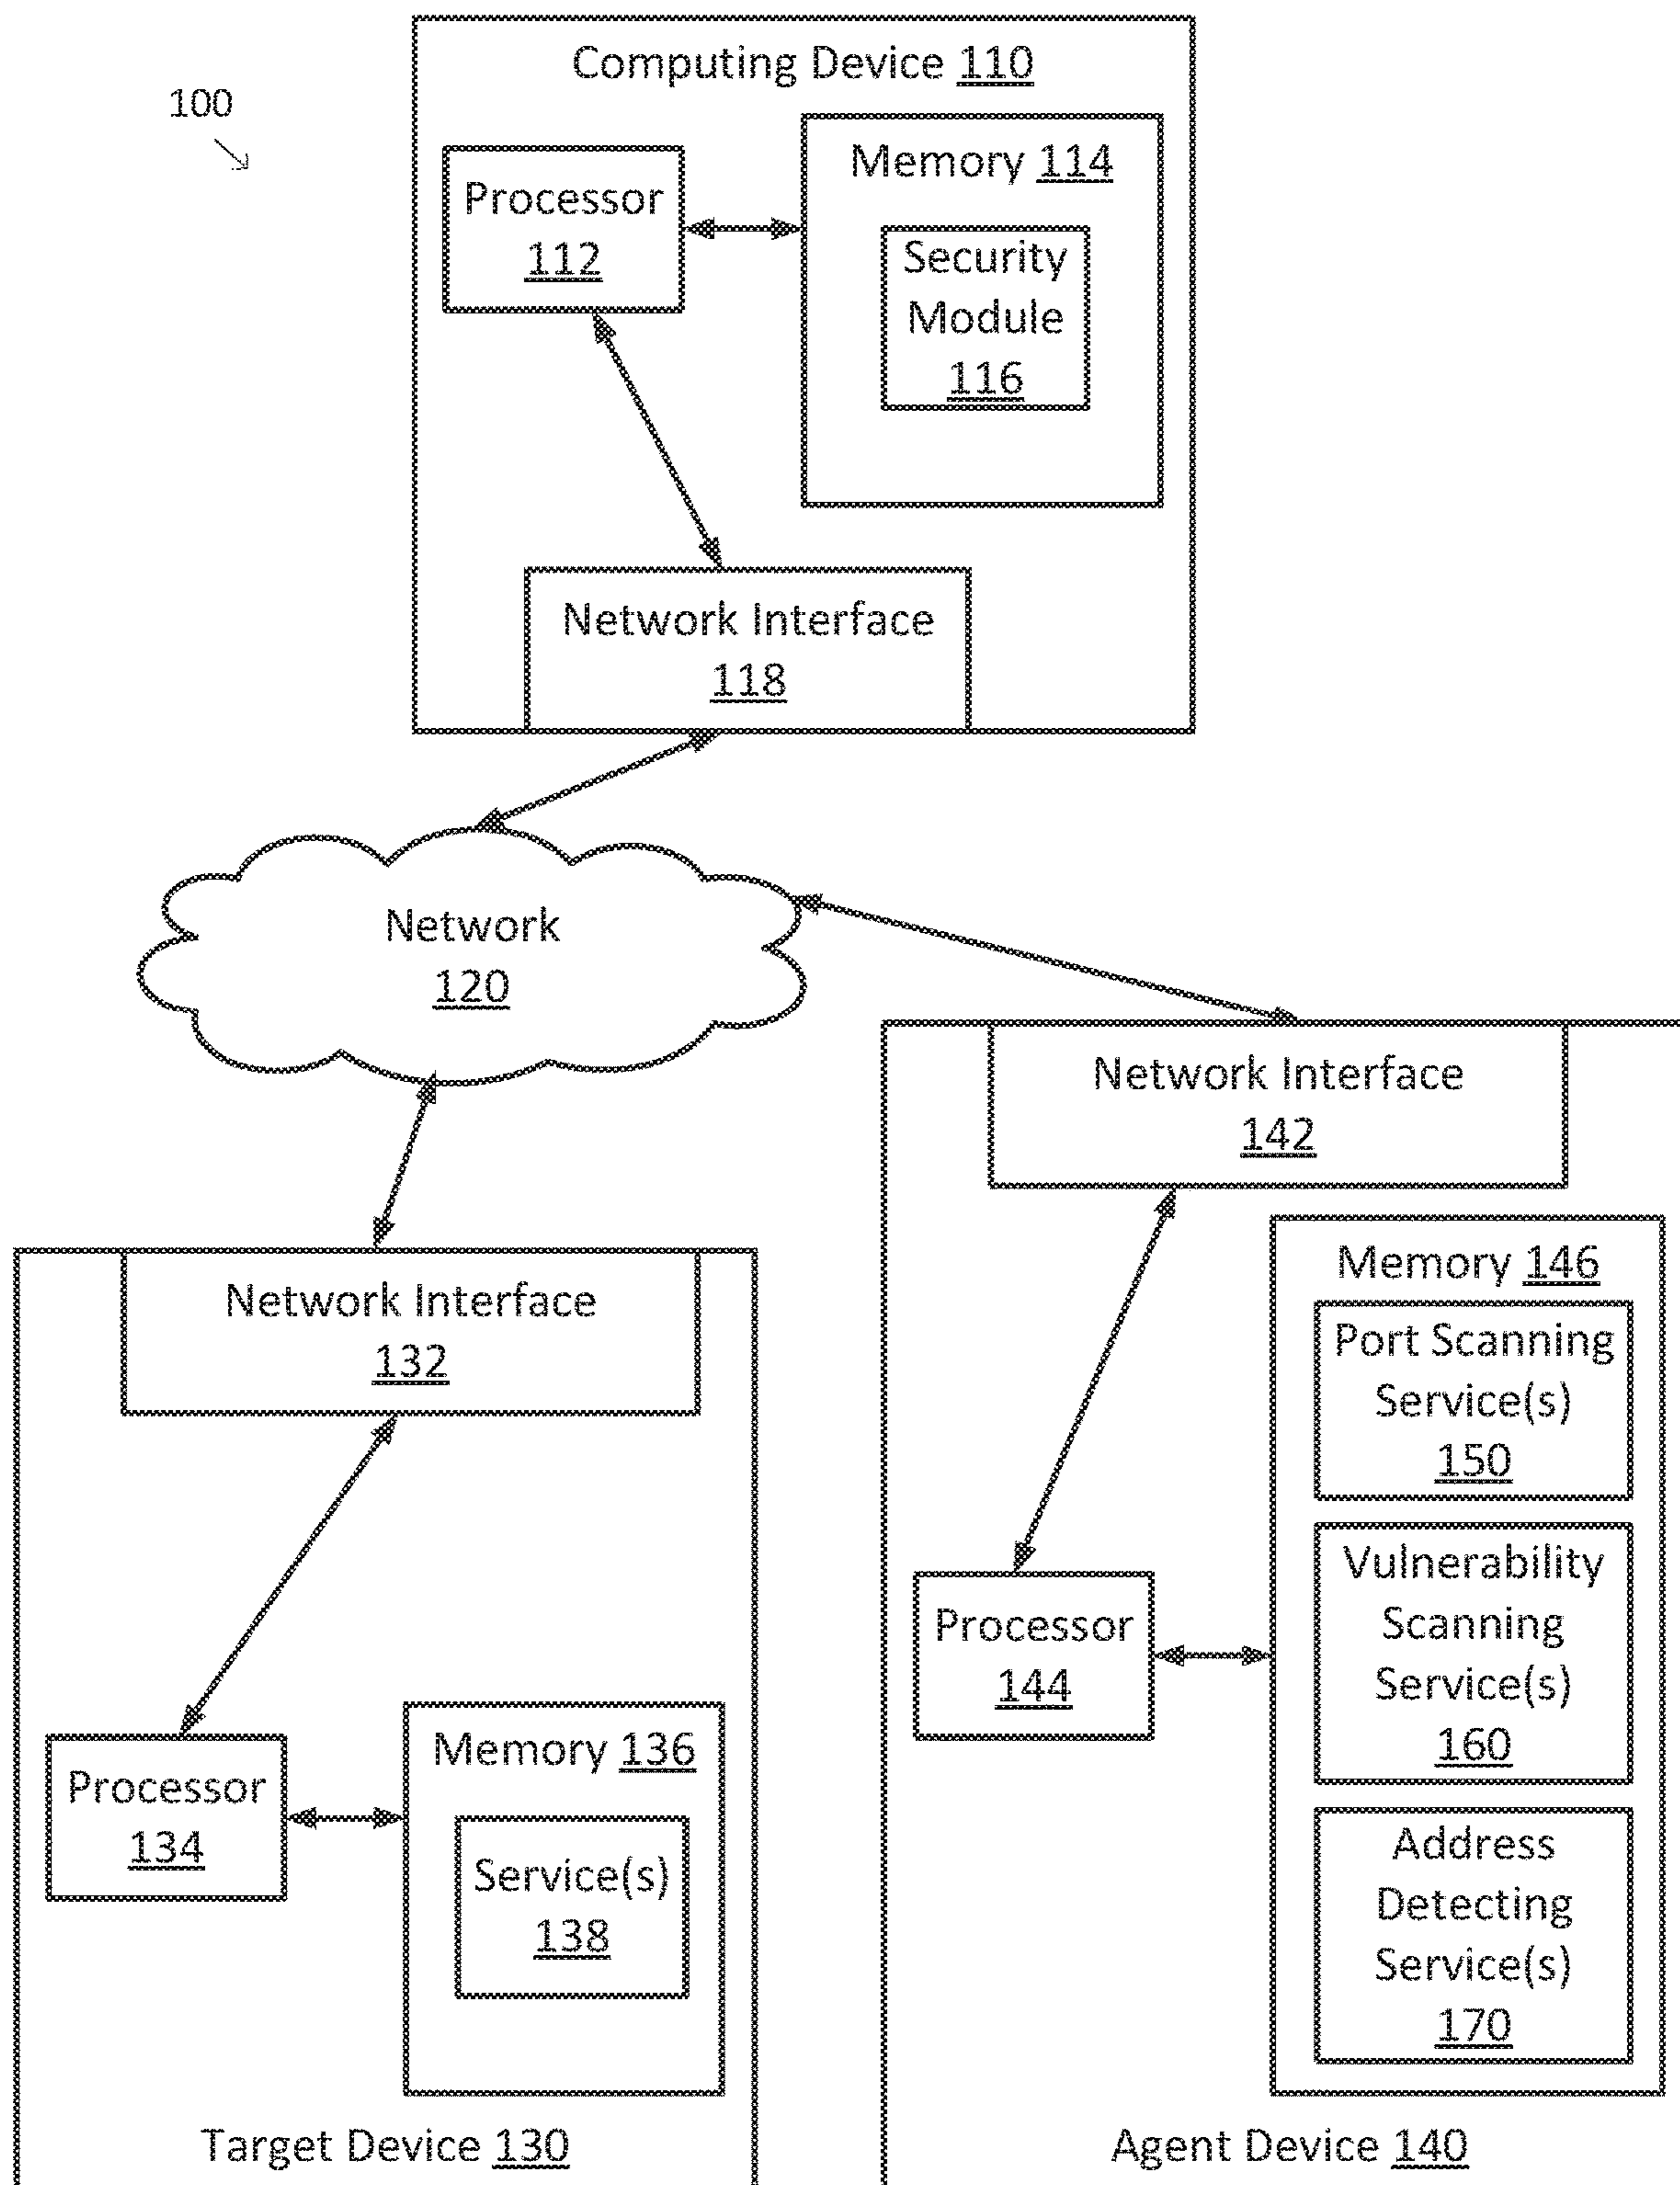 Computing Device 110
100
Processor
112
Memory 114
Security
Module
116
Network Interface
118
Network
120
Network Interface
142
Network Interface
132
Memory 146
Port Scanning
Service(s)
150
Vulnerability
Scanning
Service(s)
160
Processor
144
Memory 136
Processor
134
Service(s)
138
Address
Detecting
Service(s)
170
Target Device 130
Agent Device 140